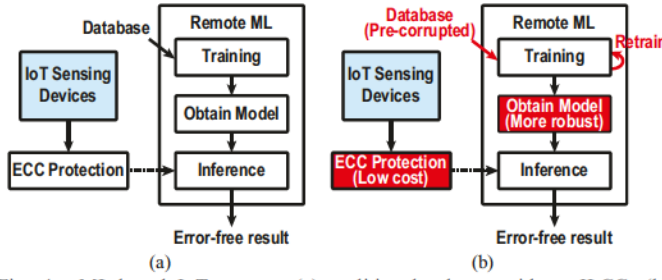 Remote ML
Database
Training
IoT Sensing
Devices
Obtain Model
ECC Protection
Inference
Error-free result
(a)
Database
(Pre-corrupted)
Remote ML
Training
Retrain
IoT Sensing
Devices
Obtain Model
(More robust)
ECC Protection
(Low cost)
Inference
Error-free result
(b)